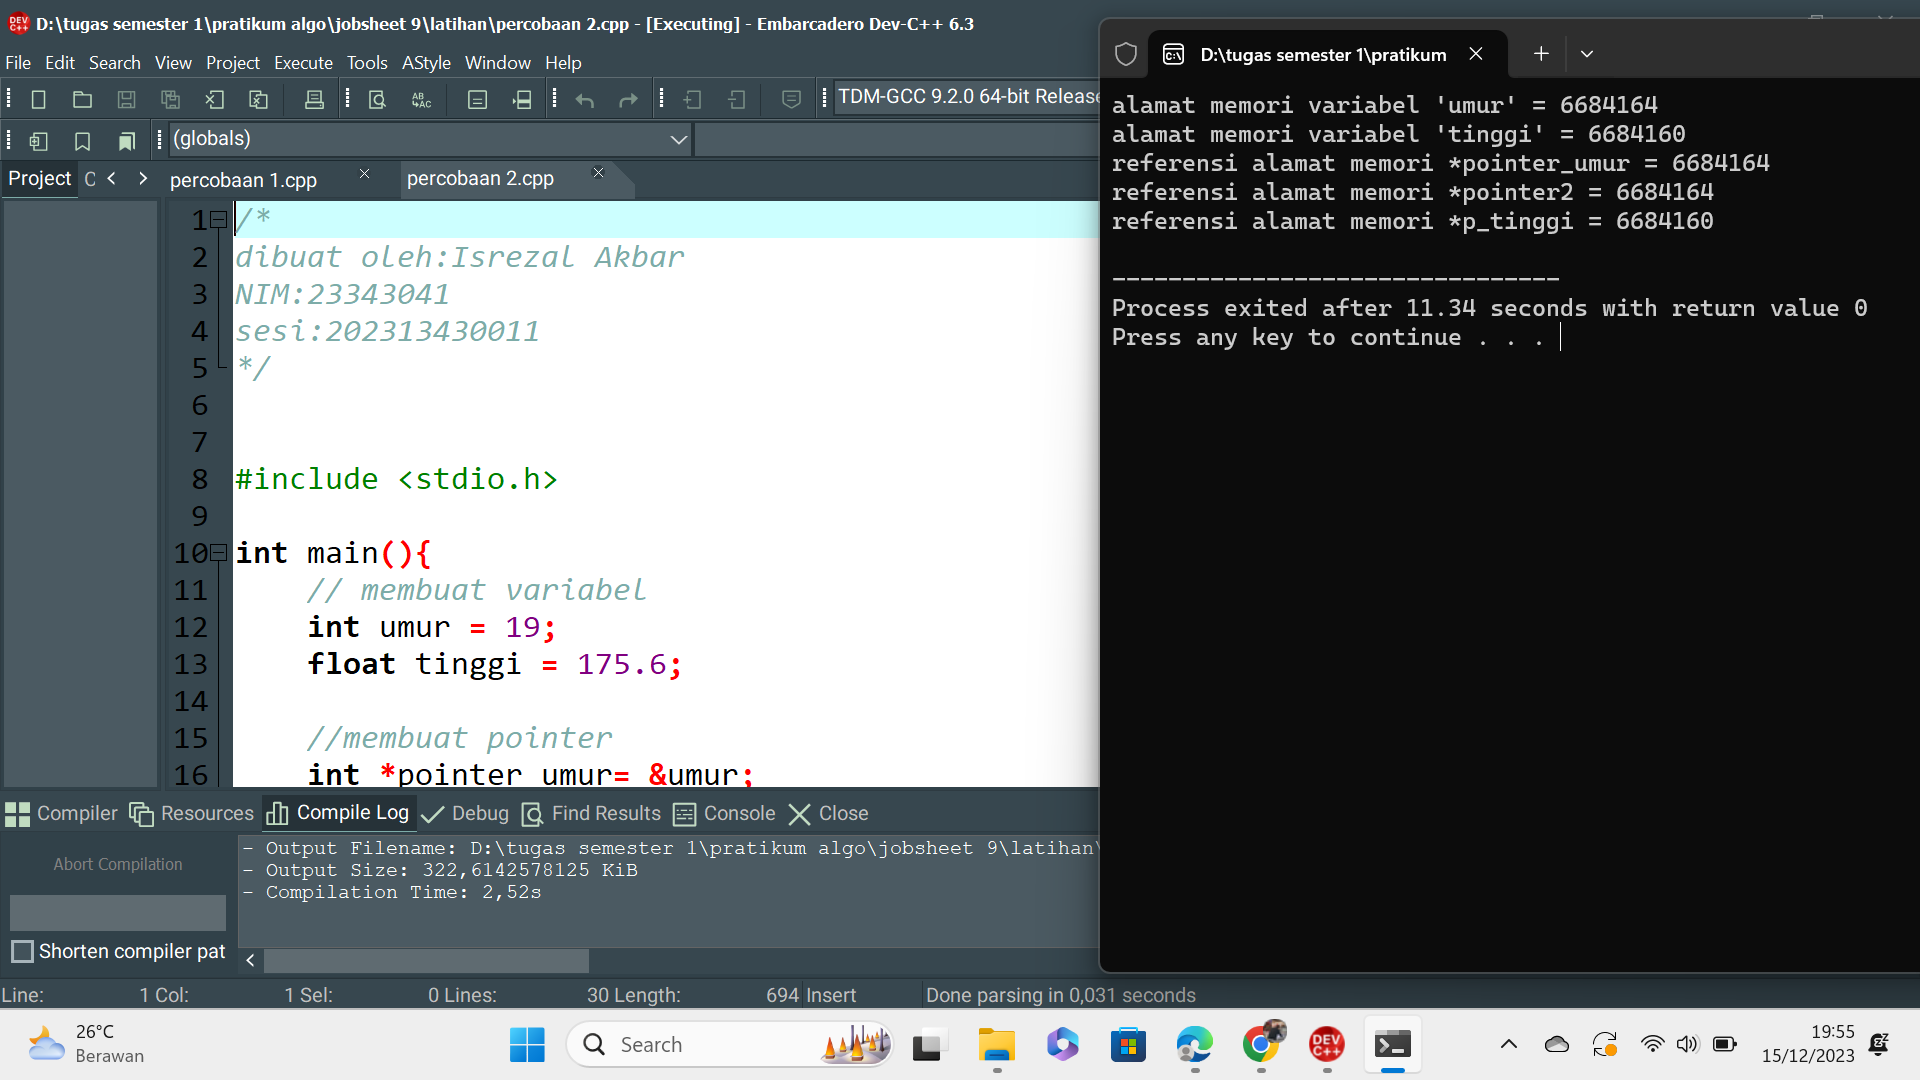 D:\tugas semester 1\pratikum algo\jobsheet 9\latihan\percobaan 2.cpp - [Executing] - Embarcadero Dev-C++ 6.3
File Edit Search View Project Execute Tools AStyle Window Help
TDM-GCC 9.2.0 64-bit Release
(globals)
Project
percobaan 1.cpp
percobaan 2.cpp
1 /*
2 dibuat oleh:Isrezal Akbar
3 NIM:23343041
4 sesi:202313430011
5 */
6
7
8 #include <stdio.h>
9
10 int main(){
11 // membuat variabel
12 int umur = 19;
13 float tinggi = 175.6;
14
15 //membuat pointer
16 int *pointer_umur= &umur;
Compiler Resources Compile Log Debug Find Results Console Close
Abort Compilation
Shorten compiler pat
- Output Filename: D:\tugas semester 1\pratikum algo\jobsheet 9\latihan\
- Output Size: 322,6142578125 KiB
- Compilation Time: 2,52s
Line: 1 Col: 1 Sel: 0 Lines: 30 Length: 694 Insert Done parsing in 0,031 seconds
D:\tugas semester 1\pratikum
alamat memori variabel 'umur' = 6684164
alamat memori variabel 'tinggi' = 6684160
referensi alamat memori *pointer_umur = 6684164
referensi alamat memori *pointer2 = 6684164
referensi alamat memori *p_tinggi = 6684160
--------------------------------
Process exited after 11.34 seconds with return value 0
Press any key to continue . . .
26°C
Berawan
Search
DEV C++
19:55
15/12/2023